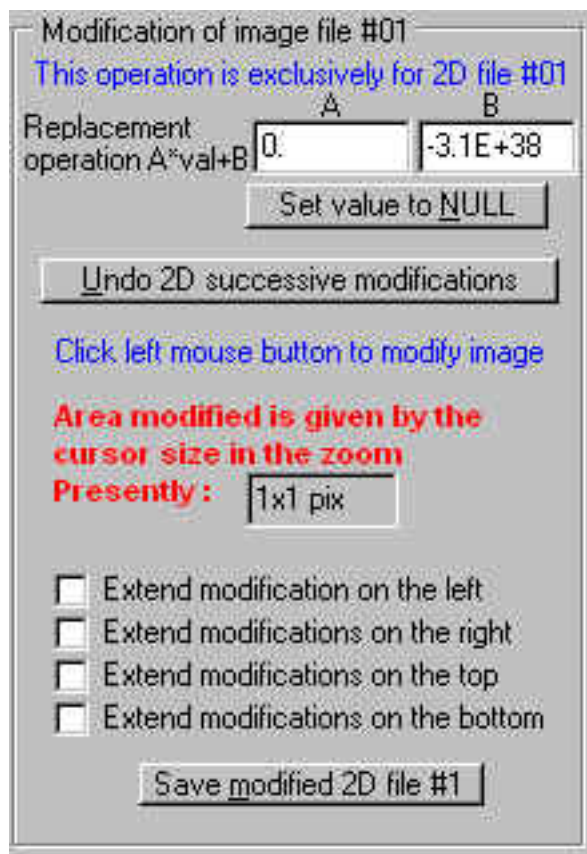 Modification of image file #01
This operation is exclusively for 2D file #01
A B
Replacement
operation A*val+B 0. -3.1E+38
Set value to NULL
Undo 2D successive modifications
Click left mouse button to modify image
Area modified is given by the
cursor size in the zoom
Presently : 1x1 pix
Extend modification on the left
Extend modifications on the right
Extend modifications on the top
Extend modifications on the bottom
Save modified 2D file #1